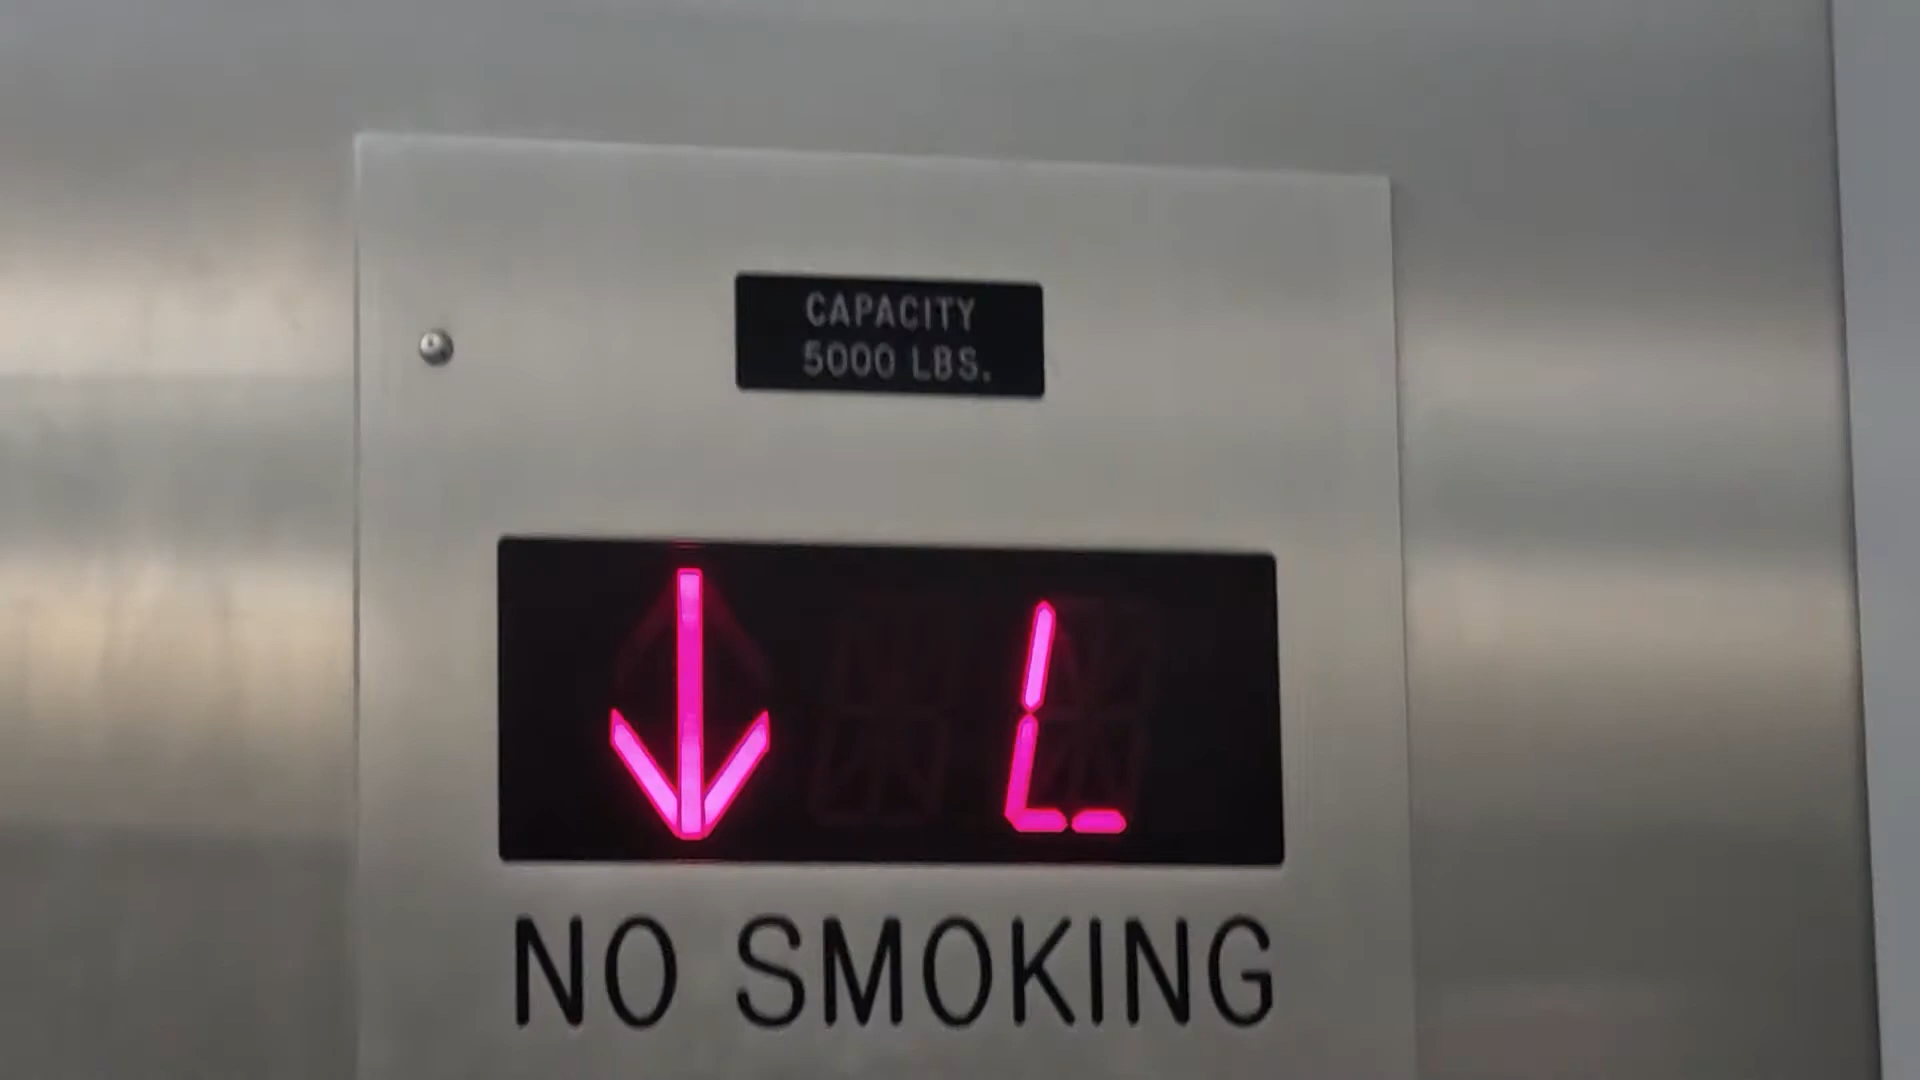 CAPACITY
5000 LBS.
↓ L
NO SMOKING